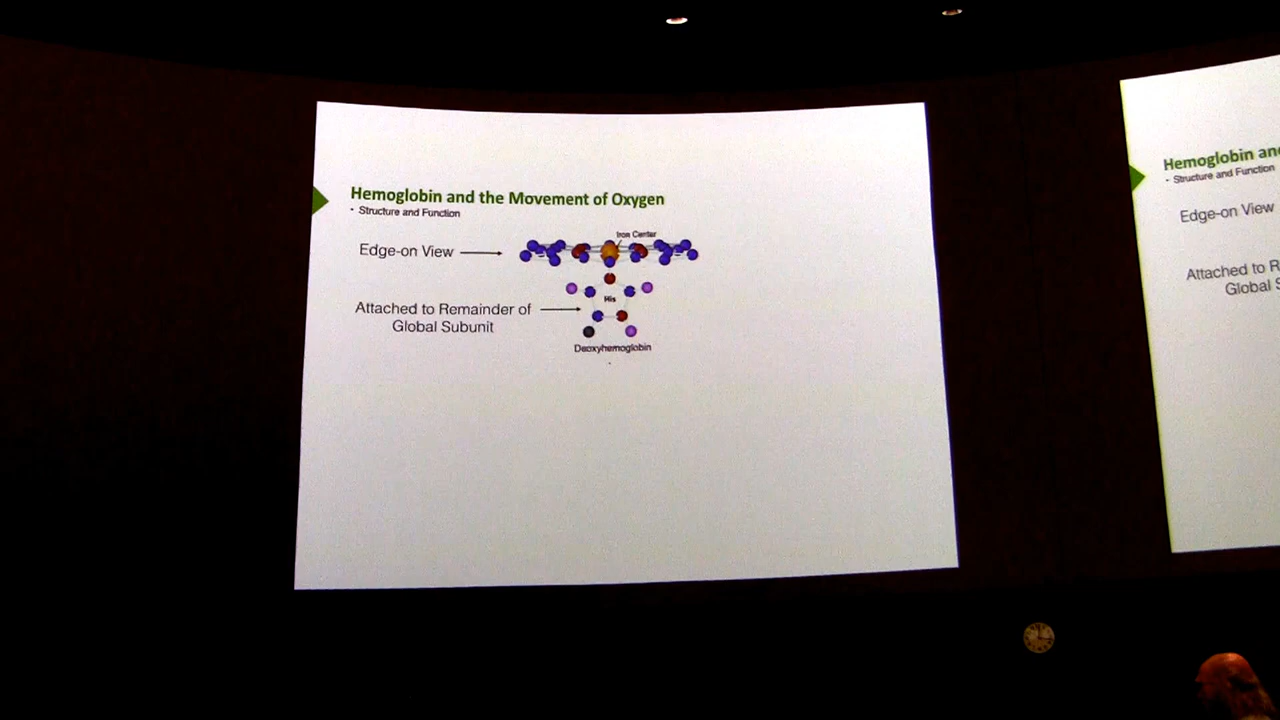 Hemoglobin and the Movement of Oxygen
• Structure and Function
Edge-on View
Iron Center
His
Attached to Remainder of
Global Subunit
Deoxyhemoglobin
Hemoglobin and
• Structure and Function
Edge-on View
Attached to R
Global S